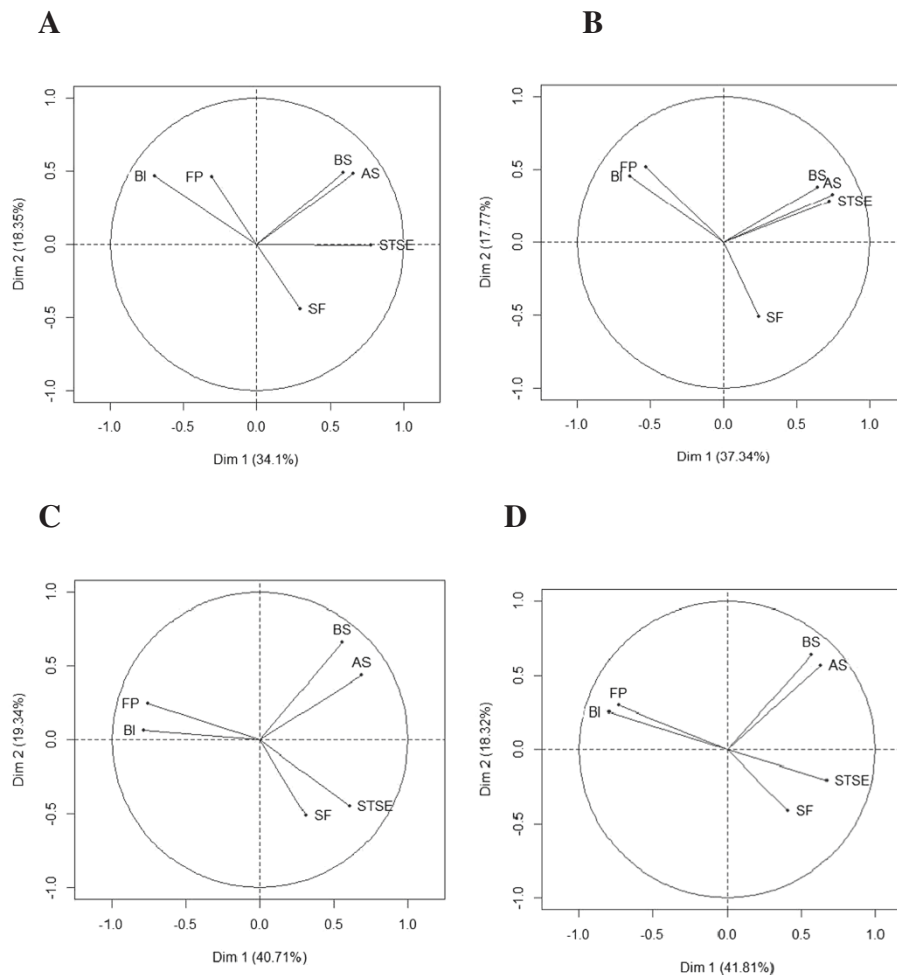 A
1.0
0.5
0.0
-0.5
-1.0
Dim 2 (18.35%)
BI
FP
BS
AS
STSE
SF
-1.0 -0.5 0.0 0.5 1.0
Dim 1 (34.1%)
B
1.0
0.5
0.0
-0.5
-1.0
Dim 2 (17.77%)
FP
BI
BS
AS
STSE
SF
-1.0 -0.5 0.0 0.5 1.0
Dim 1 (37.34%)
C
1.0
0.5
0.0
-0.5
-1.0
Dim 2 (19.34%)
BS
AS
FP
BI
STSE
SF
-1.0 -0.5 0.0 0.5 1.0
Dim 1 (40.71%)
D
1.0
0.5
0.0
-0.5
-1.0
Dim 2 (18.32%)
BS
AS
FP
BI
STSE
SF
-1.0 -0.5 0.0 0.5 1.0
Dim 1 (41.81%)